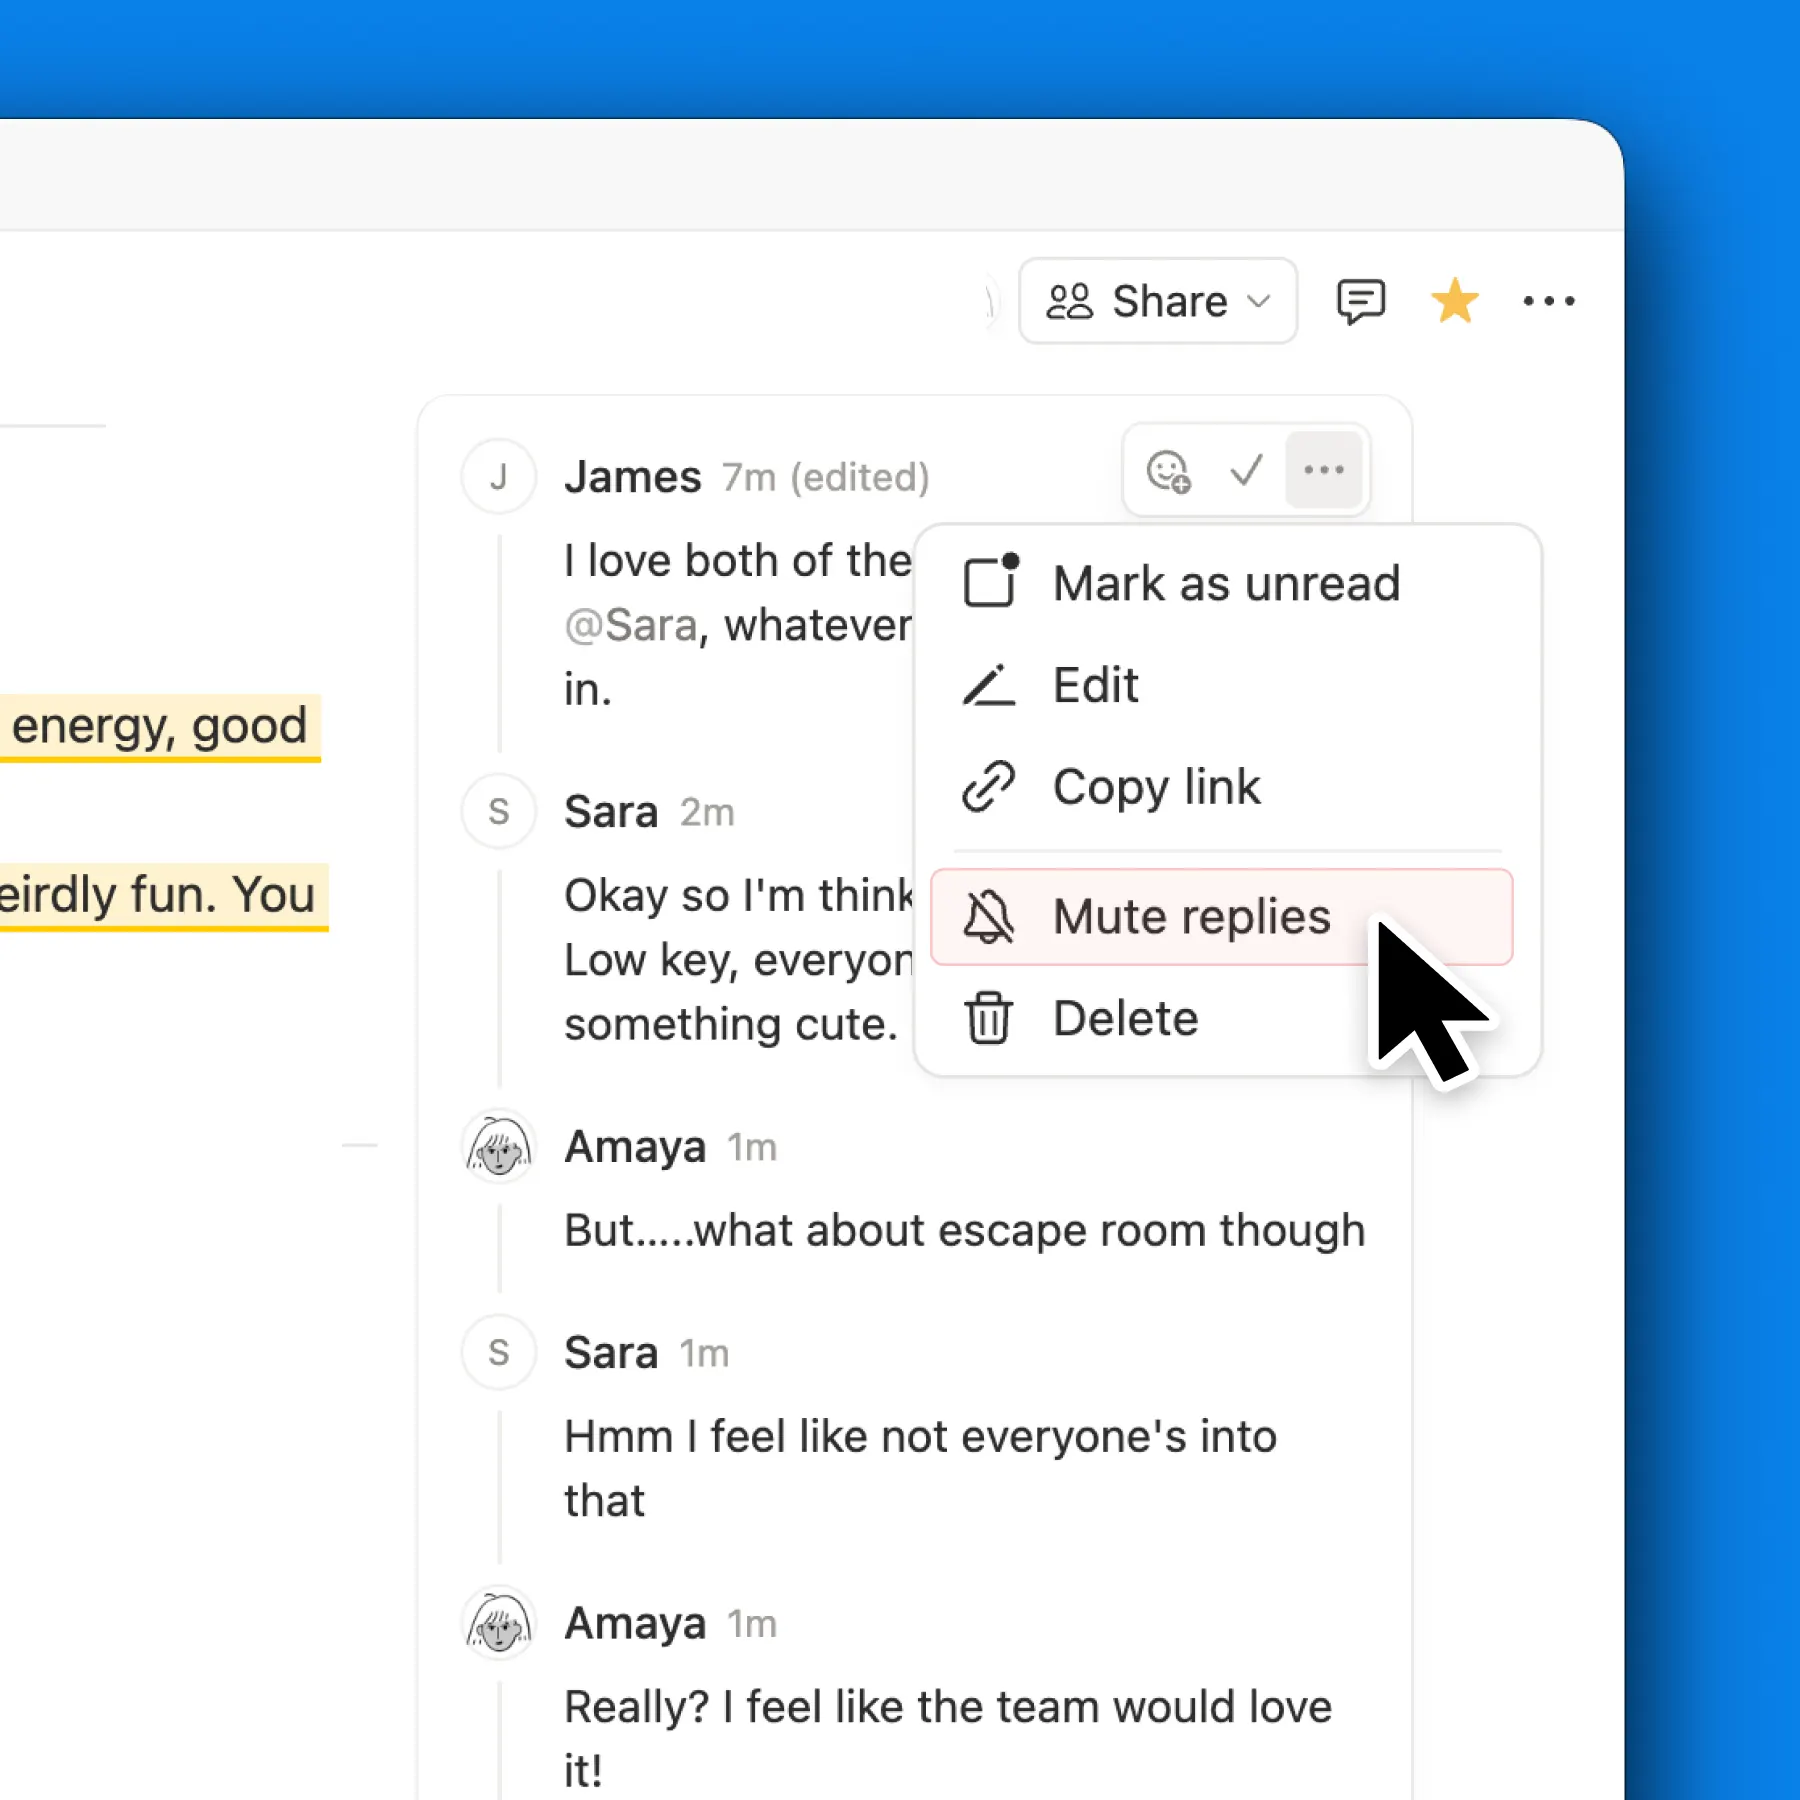 Share
J
James 7m (edited)
I love both of the
@Sara, whatever
in.
Mark as unread
Edit
Copy link
Mute replies
Delete
energy, good
eirdly fun. You
S
Sara 2m
Okay so I'm think
Low key, everyon
something cute.
Amaya 1m
But.....what about escape room though
S
Sara 1m
Hmm I feel like not everyone's into
that
Amaya 1m
Really? I feel like the team would love
it!